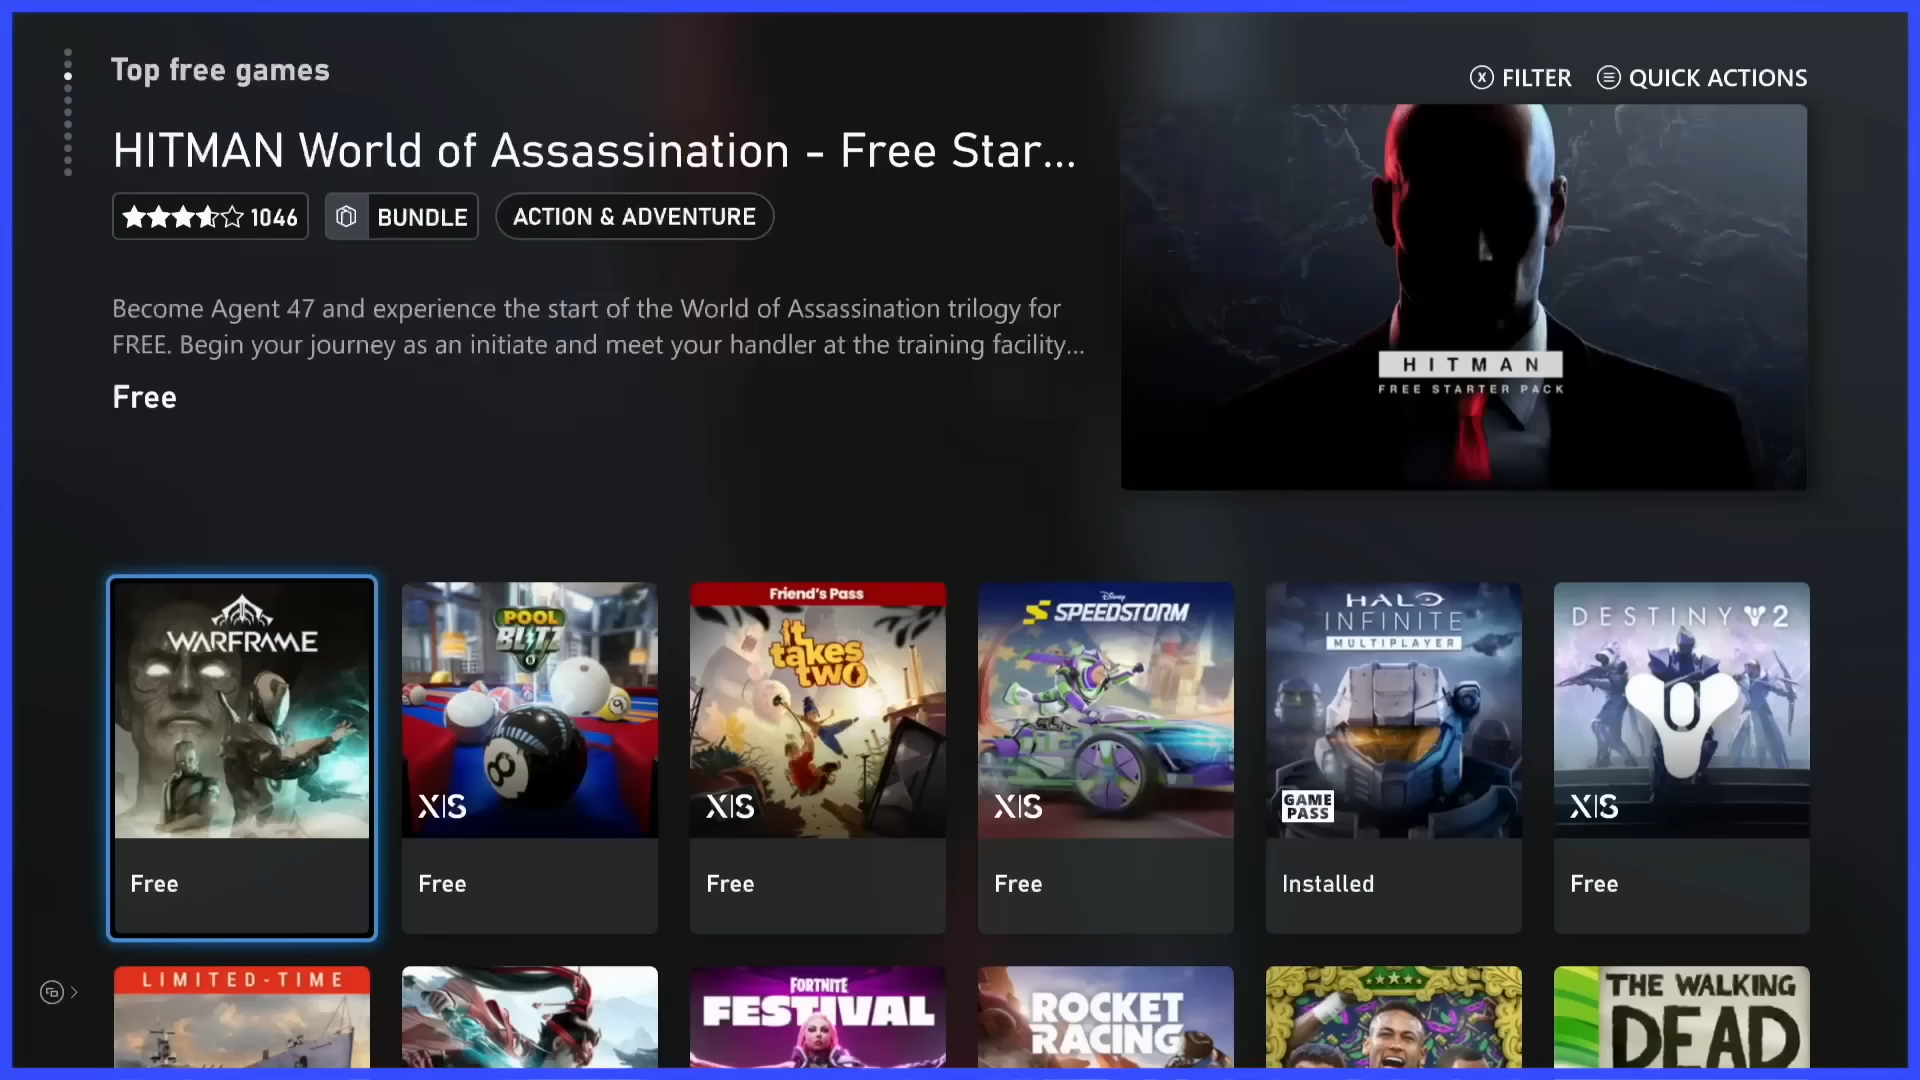 Top free games
FILTER
QUICK ACTIONS
HITMAN World of Assassination - Free Star...
1046
BUNDLE
ACTION & ADVENTURE
Become Agent 47 and experience the start of the World of Assassination trilogy for
FREE. Begin your journey as an initiate and meet your handler at the training facility...
Free
HITMAN
FREE STARTER PACK
WARFRAME
Free
POOL
BLITZ
8
9
8
X|S
Free
Friend's Pass
it
takes
two
X|S
Free
Disney
SPEEDSTORM
X|S
Free
HALO
INFINITE
MULTIPLAYER
GAME
PASS
Installed
DESTINY 2
X|S
Free
LIMITED-TIME
FORTNITE
FESTIVAL
ROCKET
RACING
THE WALKING
DEAD